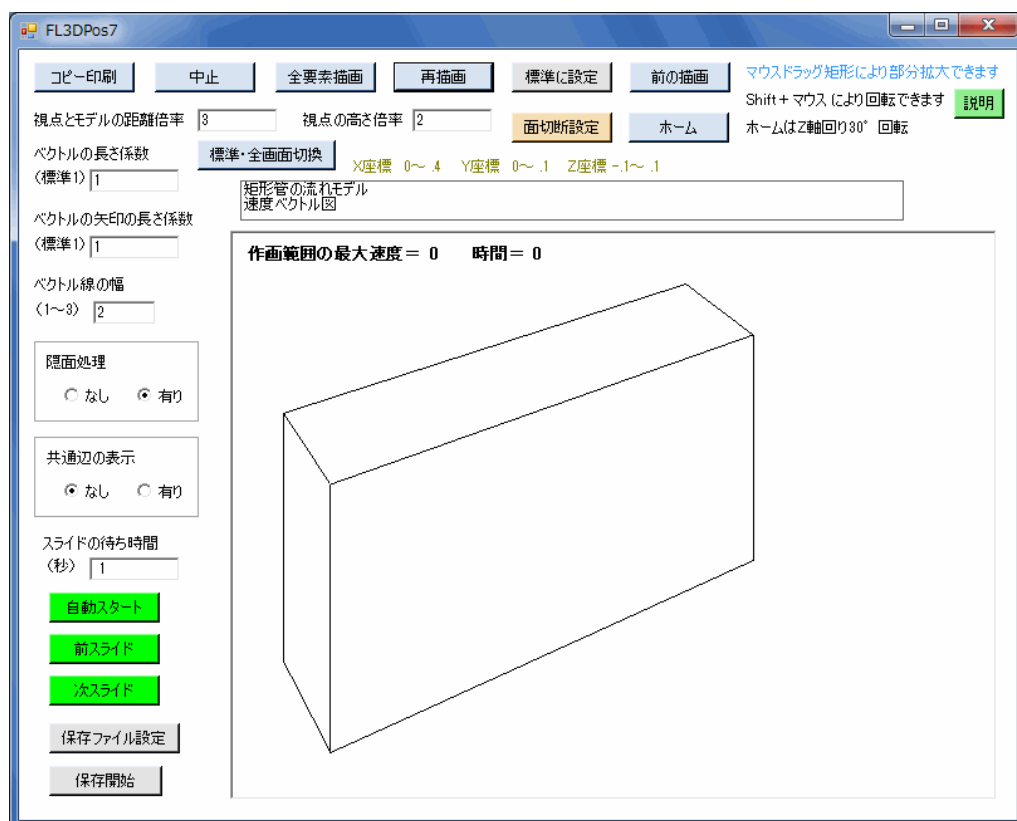 FL3DPos7
コピー印刷 中止 全要素描画 再描画 標準に設定 前の描画 マウスドラッグ矩形により部分拡大できます
Shift + マウス により回転できます 説明
視点とモデルの距離倍率 3 視点の高さ倍率 2 面切断設定 ホーム ホームはZ軸回り30° 回転
ベクトルの長さ係数 標準・全画面切換 X座標 0～ .4 Y座標 0～ .1 Z座標 -.1～ .1
(標準1) 1
矩形管の流れモデル
速度ベクトル図
ベクトルの矢印の長さ係数
(標準1) 1
作画範囲の最大速度＝ 0 時間＝ 0
ベクトル線の幅
(1～3) 2
隠面処理
なし 有り
共通辺の表示
なし 有り
スライドの待ち時間
(秒) 1
自動スタート
前スライド
次スライド
保存ファイル設定
保存開始